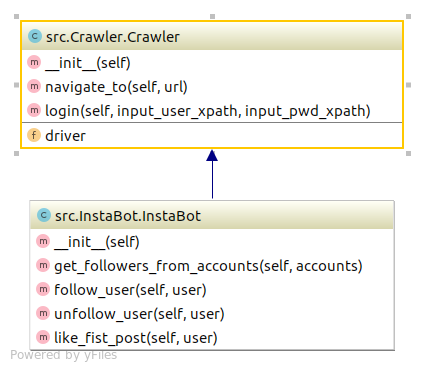 C src.Crawler.Crawler
m __init__(self)
m navigate_to(self, url)
m login(self, input_user_xpath, input_pwd_xpath)
f driver
C src.InstaBot.InstaBot
m __init__(self)
m get_followers_from_accounts(self, accounts)
m follow_user(self, user)
m unfollow_user(self, user)
m like_fist_post(self, user)
Powered by yFiles